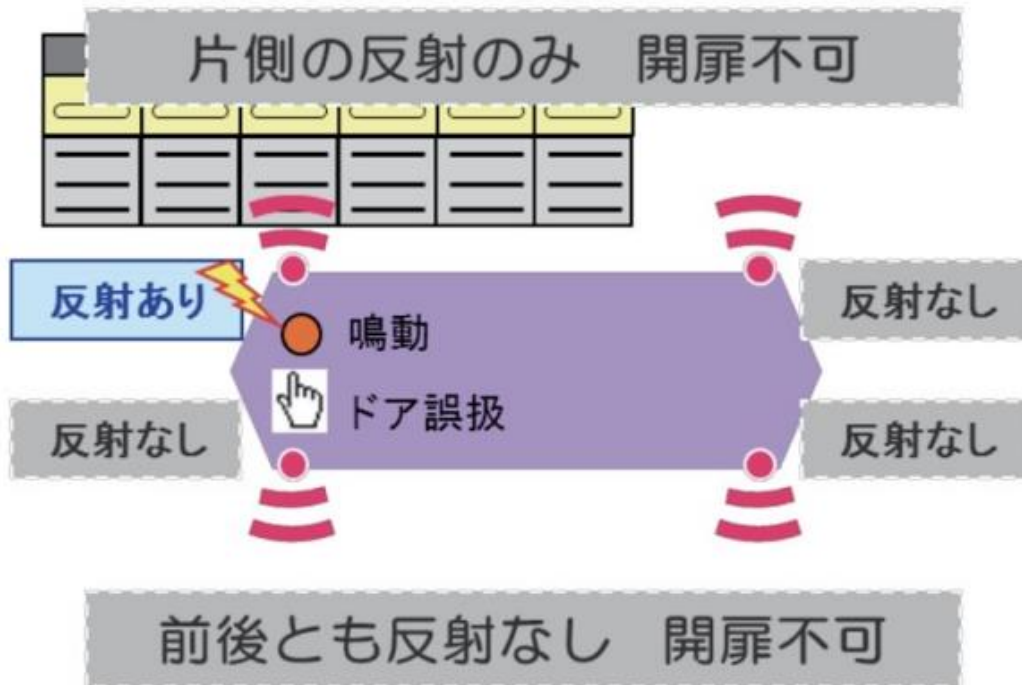 片側の反射のみ　開扉不可
反射あり
反射なし
鳴動
ドア誤扱
反射なし
反射なし
前後とも反射なし　開扉不可